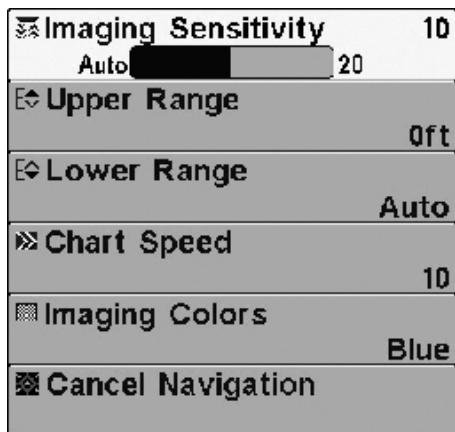 Imaging Sensitivity 10
Auto 20
Upper Range
0ft
Lower Range
Auto
Chart Speed
10
Imaging Colors
Blue
Cancel Navigation